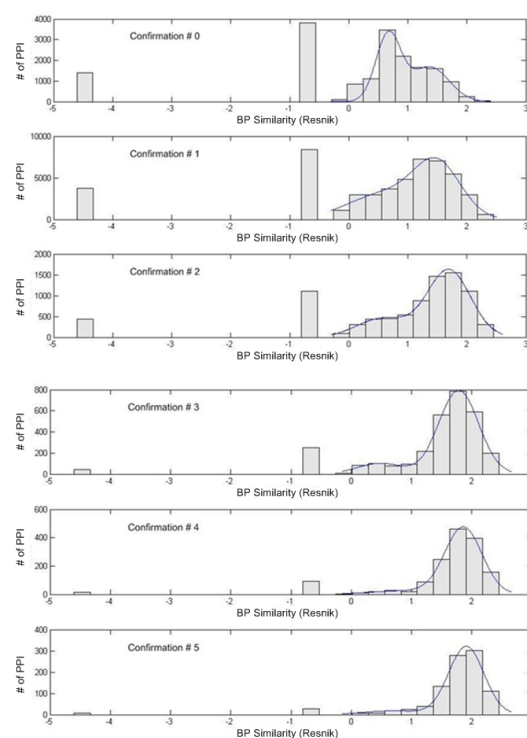 4000
3000
2000
1000
0
# of PPI
Confirmation # 0
-5 -4 -3 -2 -1 0 1 2 3
BP Similarity (Resnik)
10000
5000
0
# of PPI
Confirmation # 1
-5 -4 -3 -2 -1 0 1 2 3
BP Similarity (Resnik)
2000
1500
1000
500
0
# of PPI
Confirmation # 2
-5 -4 -3 -2 -1 0 1 2 3
BP Similarity (Resnik)
800
600
400
200
0
# of PPI
Confirmation # 3
-5 -4 -3 -2 -1 0 1 2
BP Similarity (Resnik)
600
400
200
0
# of PPI
Confirmation # 4
-5 -4 -3 -2 -1 0 1 2
BP Similarity (Resnik)
400
300
200
100
0
# of PPI
Confirmation # 5
-5 -4 -3 -2 -1 0 1 2
BP Similarity (Resnik)